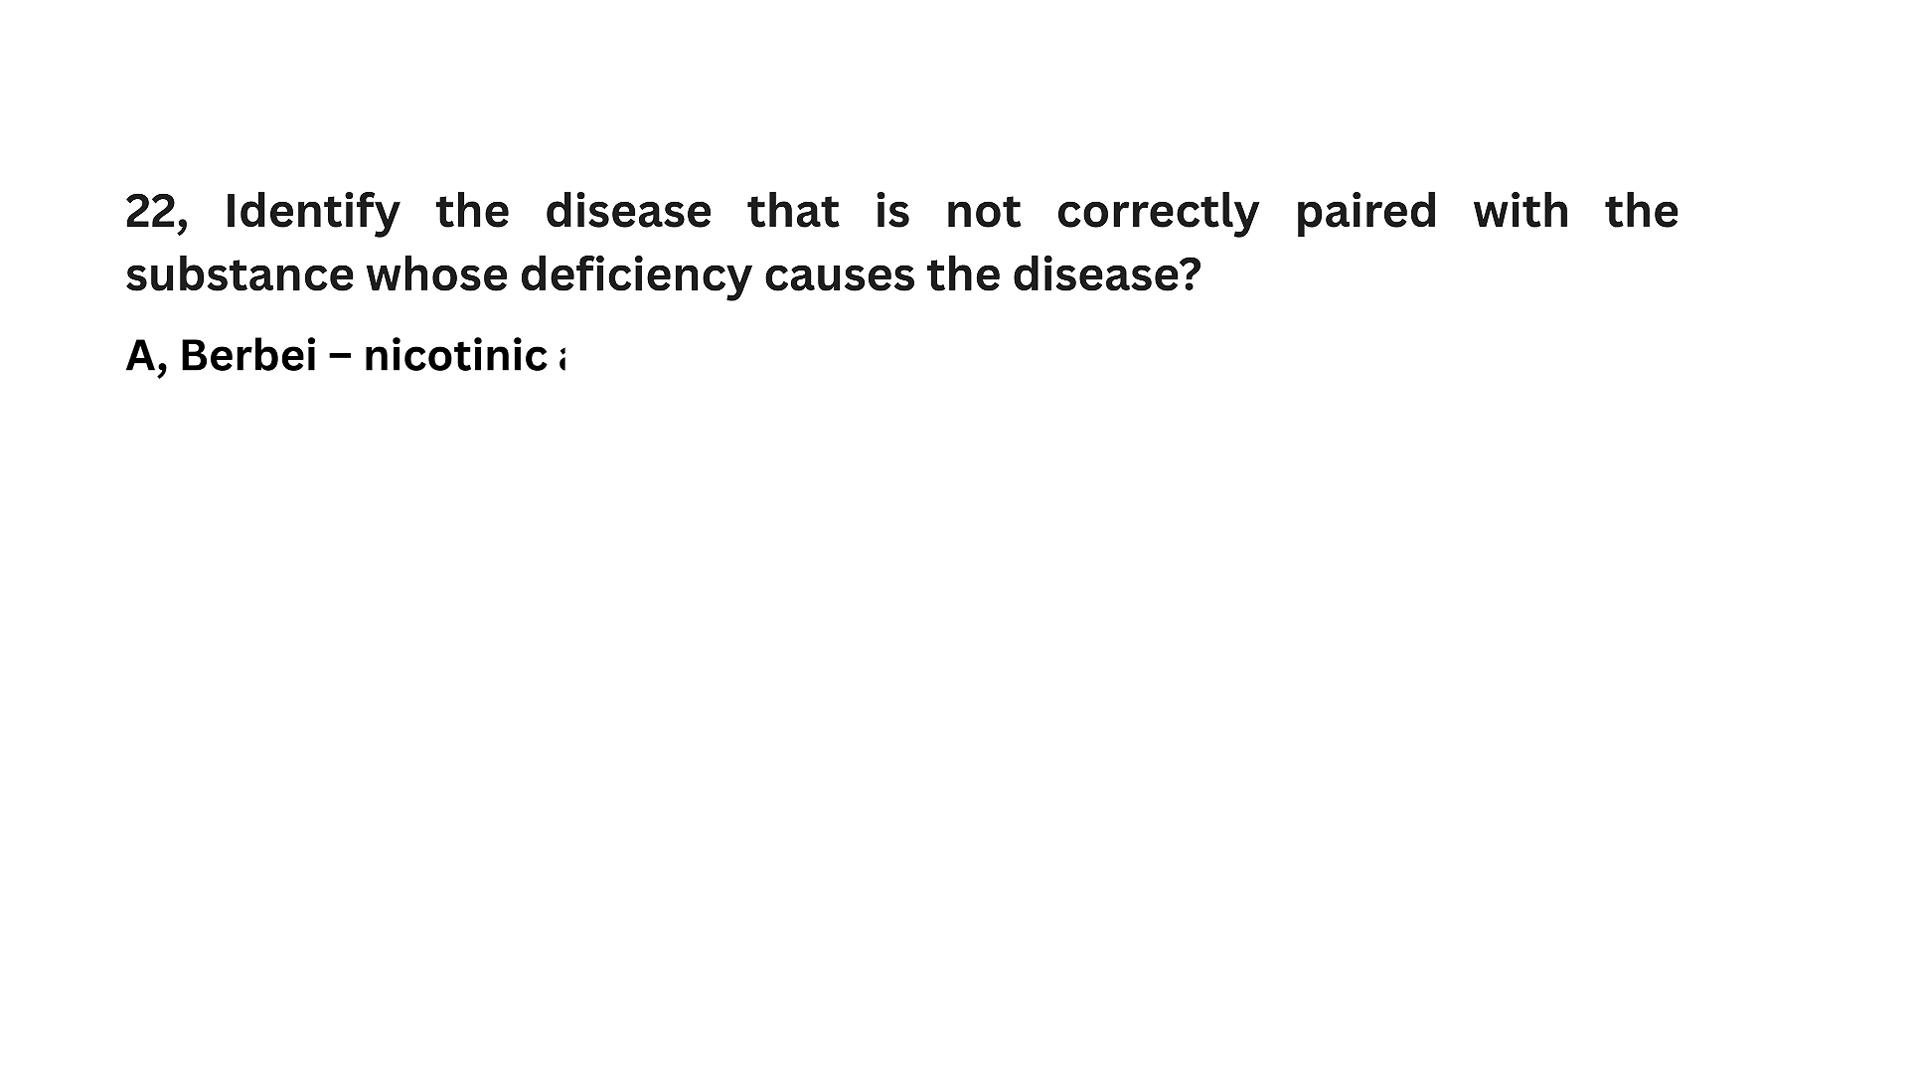 22, Identify the disease that is not correctly paired with the
substance whose deficiency causes the disease?
A, Berbei – nicotinic